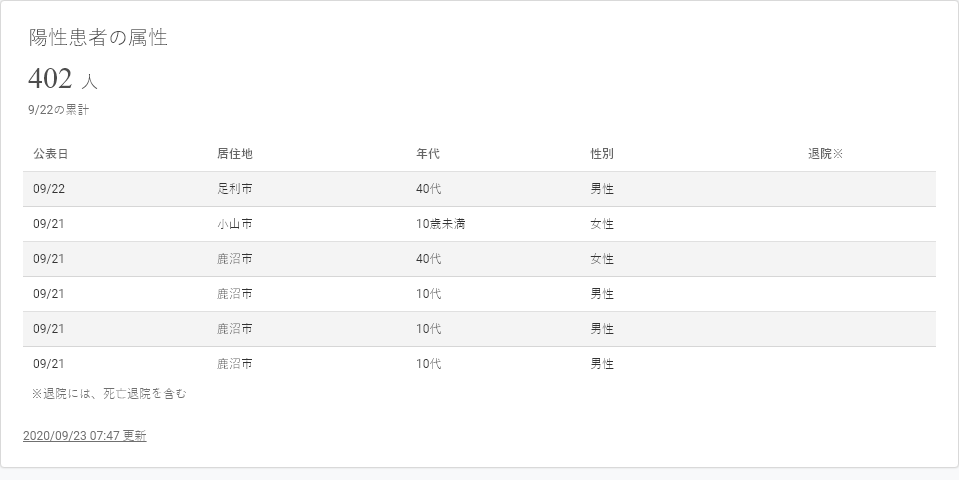 陽性患者の属性
402 人
9/22の累計
公表日 居住地 年代 性別 退院※
09/22 足利市 40代 男性
09/21 小山市 10歳未満 女性
09/21 鹿沼市 40代 女性
09/21 鹿沼市 10代 男性
09/21 鹿沼市 10代 男性
09/21 鹿沼市 10代 男性
※退院には、死亡退院を含む
2020/09/23 07:47 更新